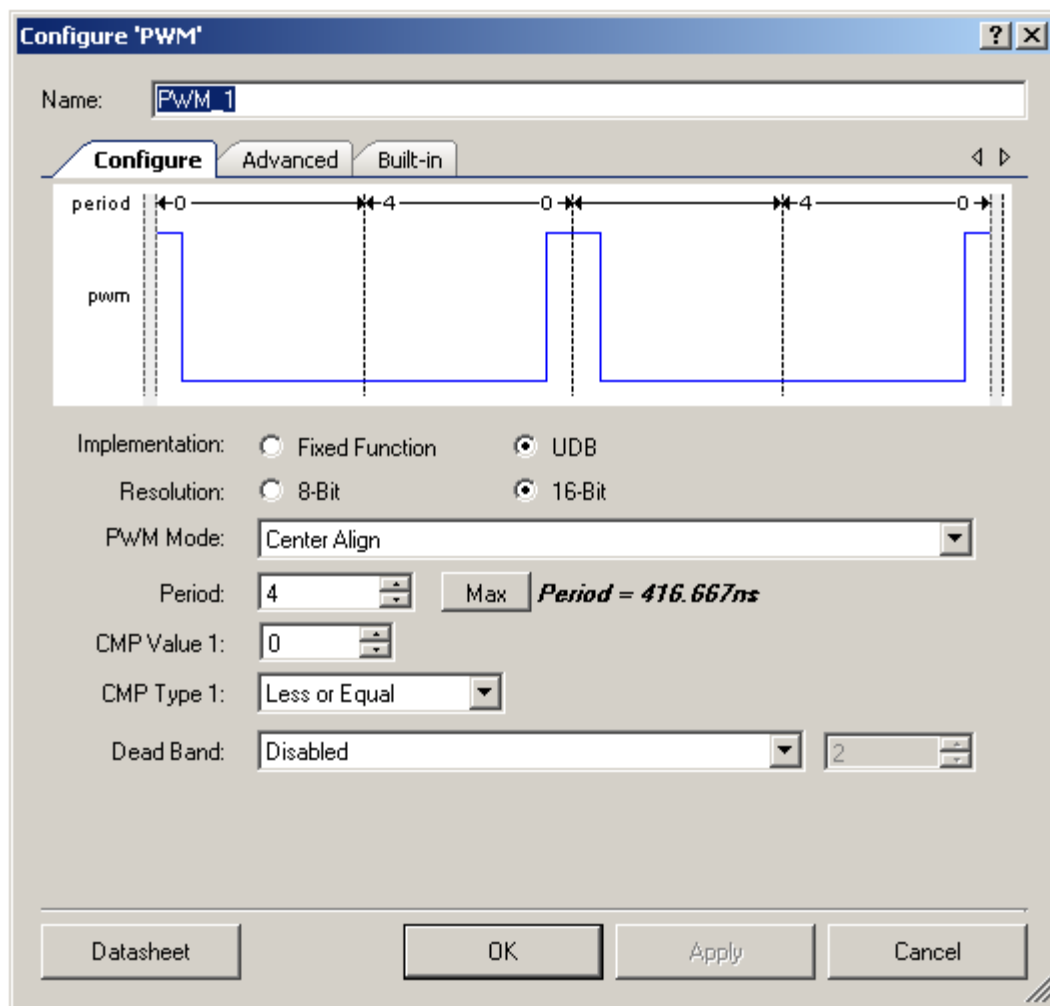 Configure 'PWM'
Name: PWM_1
Configure Advanced Built-in
period 0 4 0 4 0
pwm
Implementation: Fixed Function UDB
Resolution: 8-Bit 16-Bit
PWM Mode: Center Align
Period: 4 Max Period = 416.667ns
CMP Value 1: 0
CMP Type 1: Less or Equal
Dead Band: Disabled 2
Datasheet OK Apply Cancel